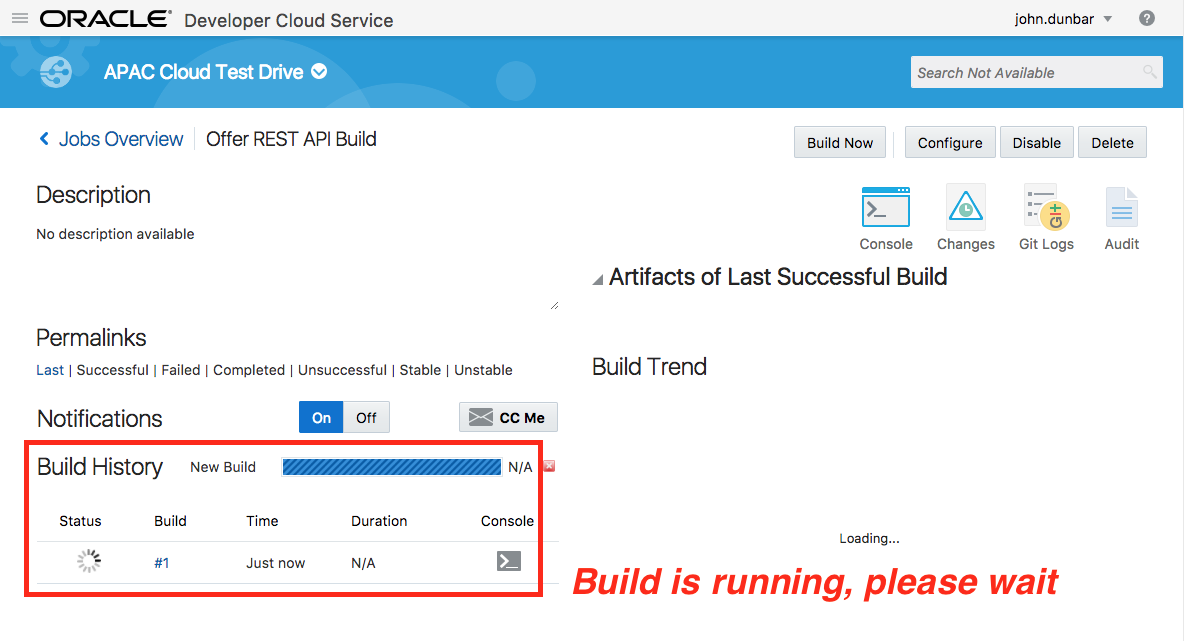 ORACLE® Developer Cloud Service
john.dunbar
?
APAC Cloud Test Drive
Search Not Available
Jobs Overview
Offer REST API Build
Build Now
Configure
Disable
Delete
Description
No description available
Console
Changes
Git Logs
Audit
Artifacts of Last Successful Build
Permalinks
Last | Successful | Failed | Completed | Unsuccessful | Stable | Unstable
Build Trend
Notifications
On
Off
CC Me
Build History
New Build
N/A
Status Build Time Duration Console
#1 Just now N/A
Loading...
Build is running, please wait